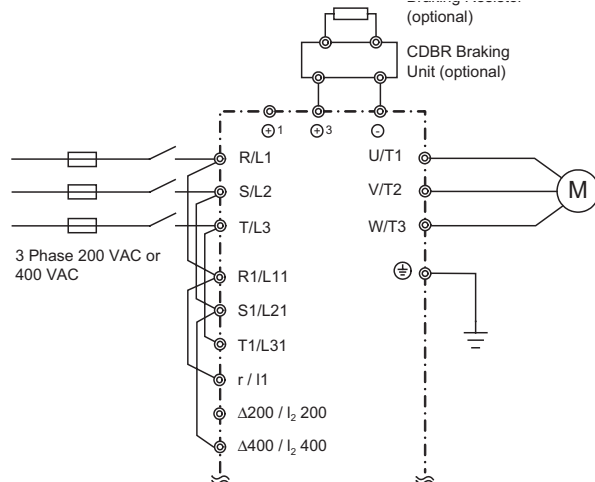 (optional)
CDBR Braking
Unit (optional)
⊕1
⊕3
⊖
R/L1
U/T1
S/L2
V/T2
M
T/L3
W/T3
3 Phase 200 VAC or
400 VAC
R1/L11
S1/L21
T1/L31
r / l1
Δ200 / l₂ 200
Δ400 / l₂ 400